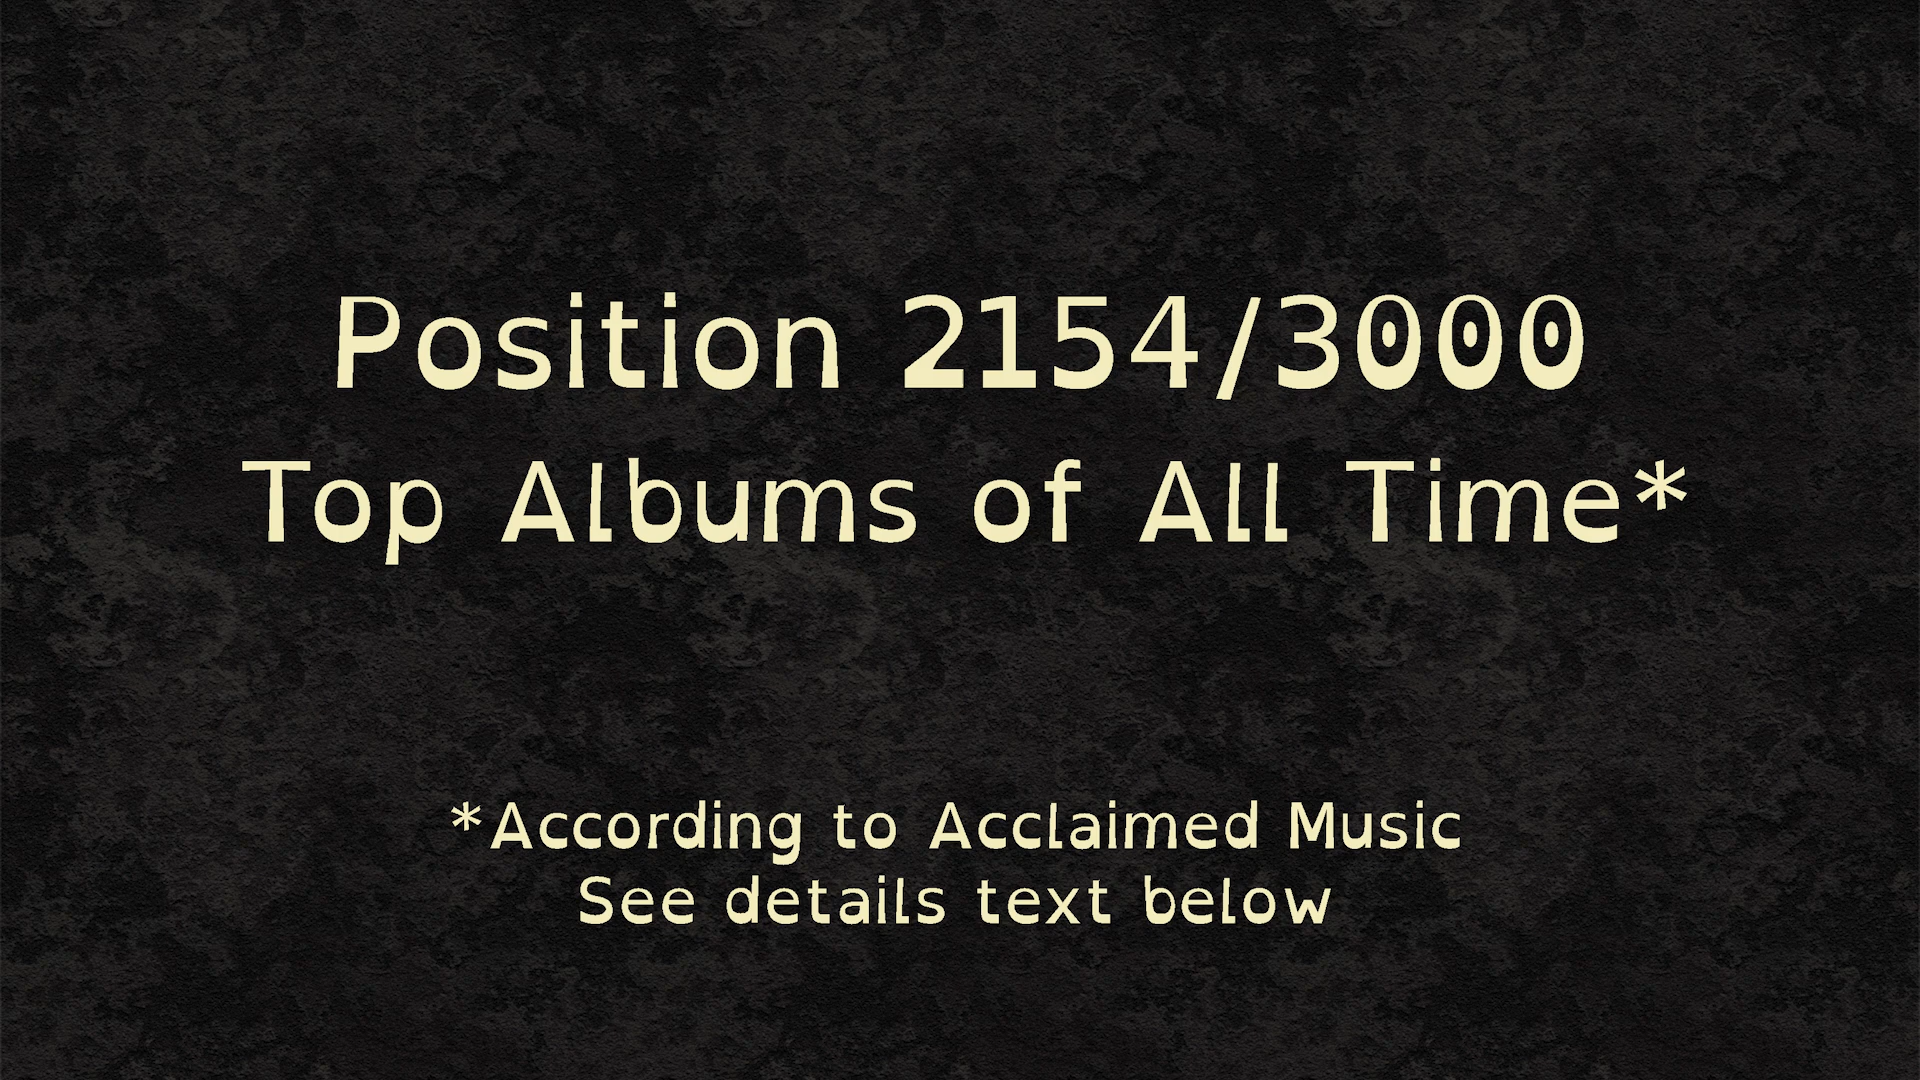 Position 2154/3000
Top Albums of All Time*
*According to Acclaimed Music
See details text below